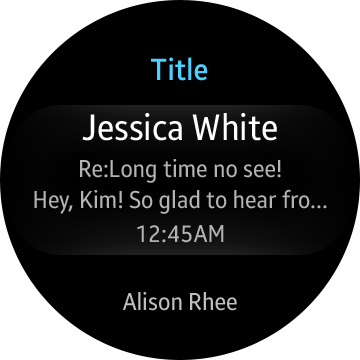 Title
Jessica White
Re:Long time no see!
Hey, Kim! So glad to hear fro...
12:45AM
Alison Rhee